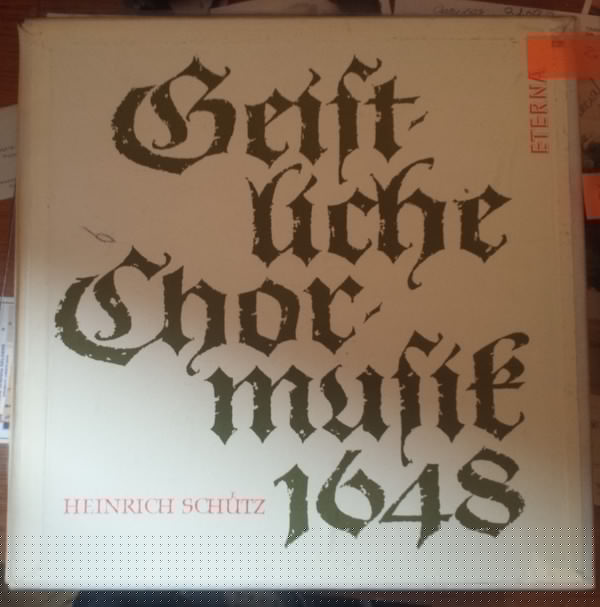 Geiſt-
liche
Chor-
muſik
1648
HEINRICH SCHÜTZ
ETERNA